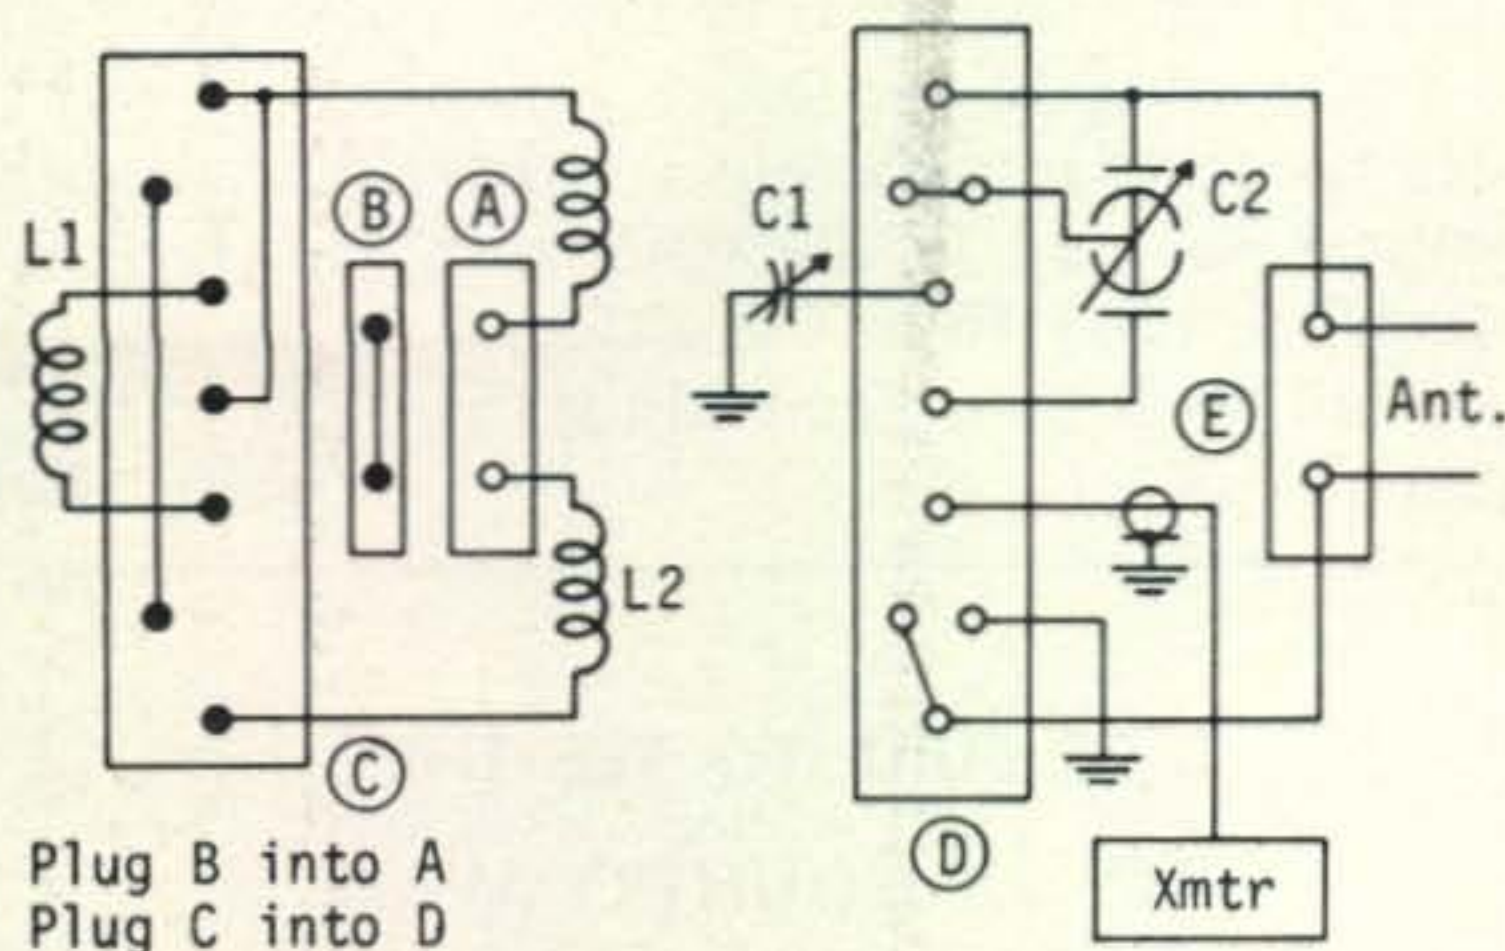 L1
B
A
L2
C
Plug B into A
Plug C into D
C1
C2
E
Ant.
D
Xmtr